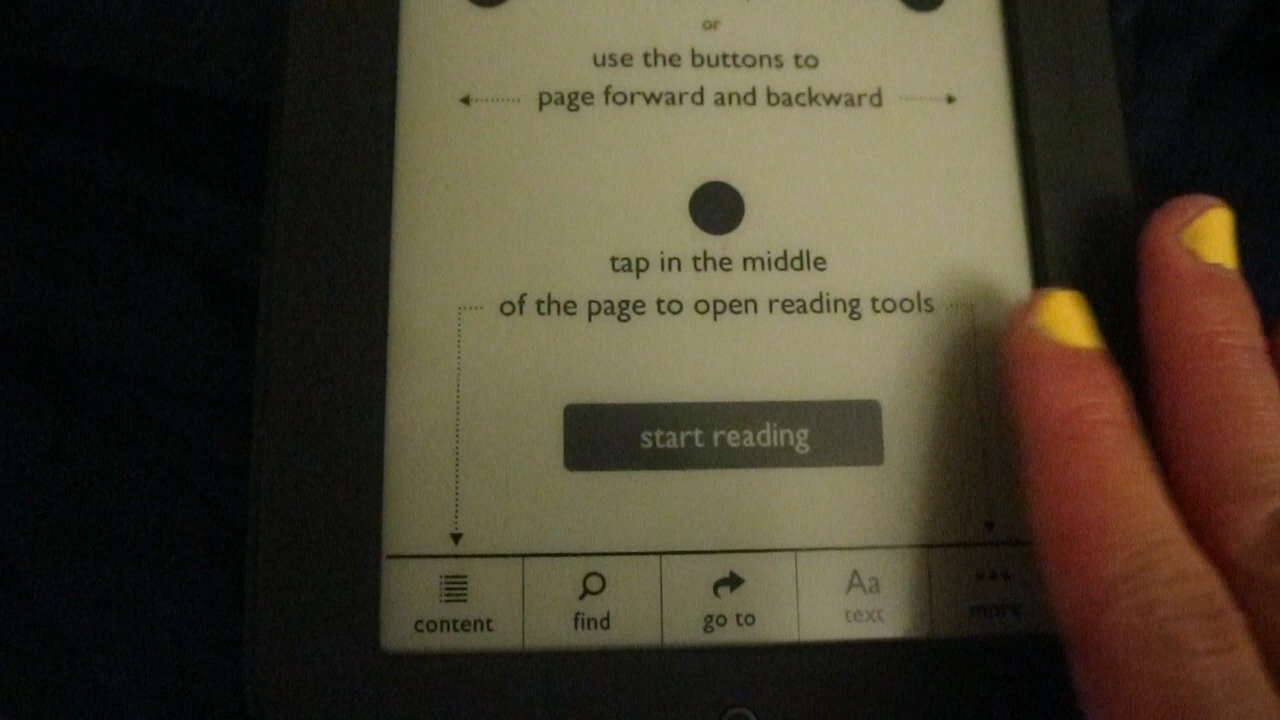 or
use the buttons to
page forward and backward
tap in the middle
of the page to open reading tools
start reading
content
find
go to
Aa
text
more